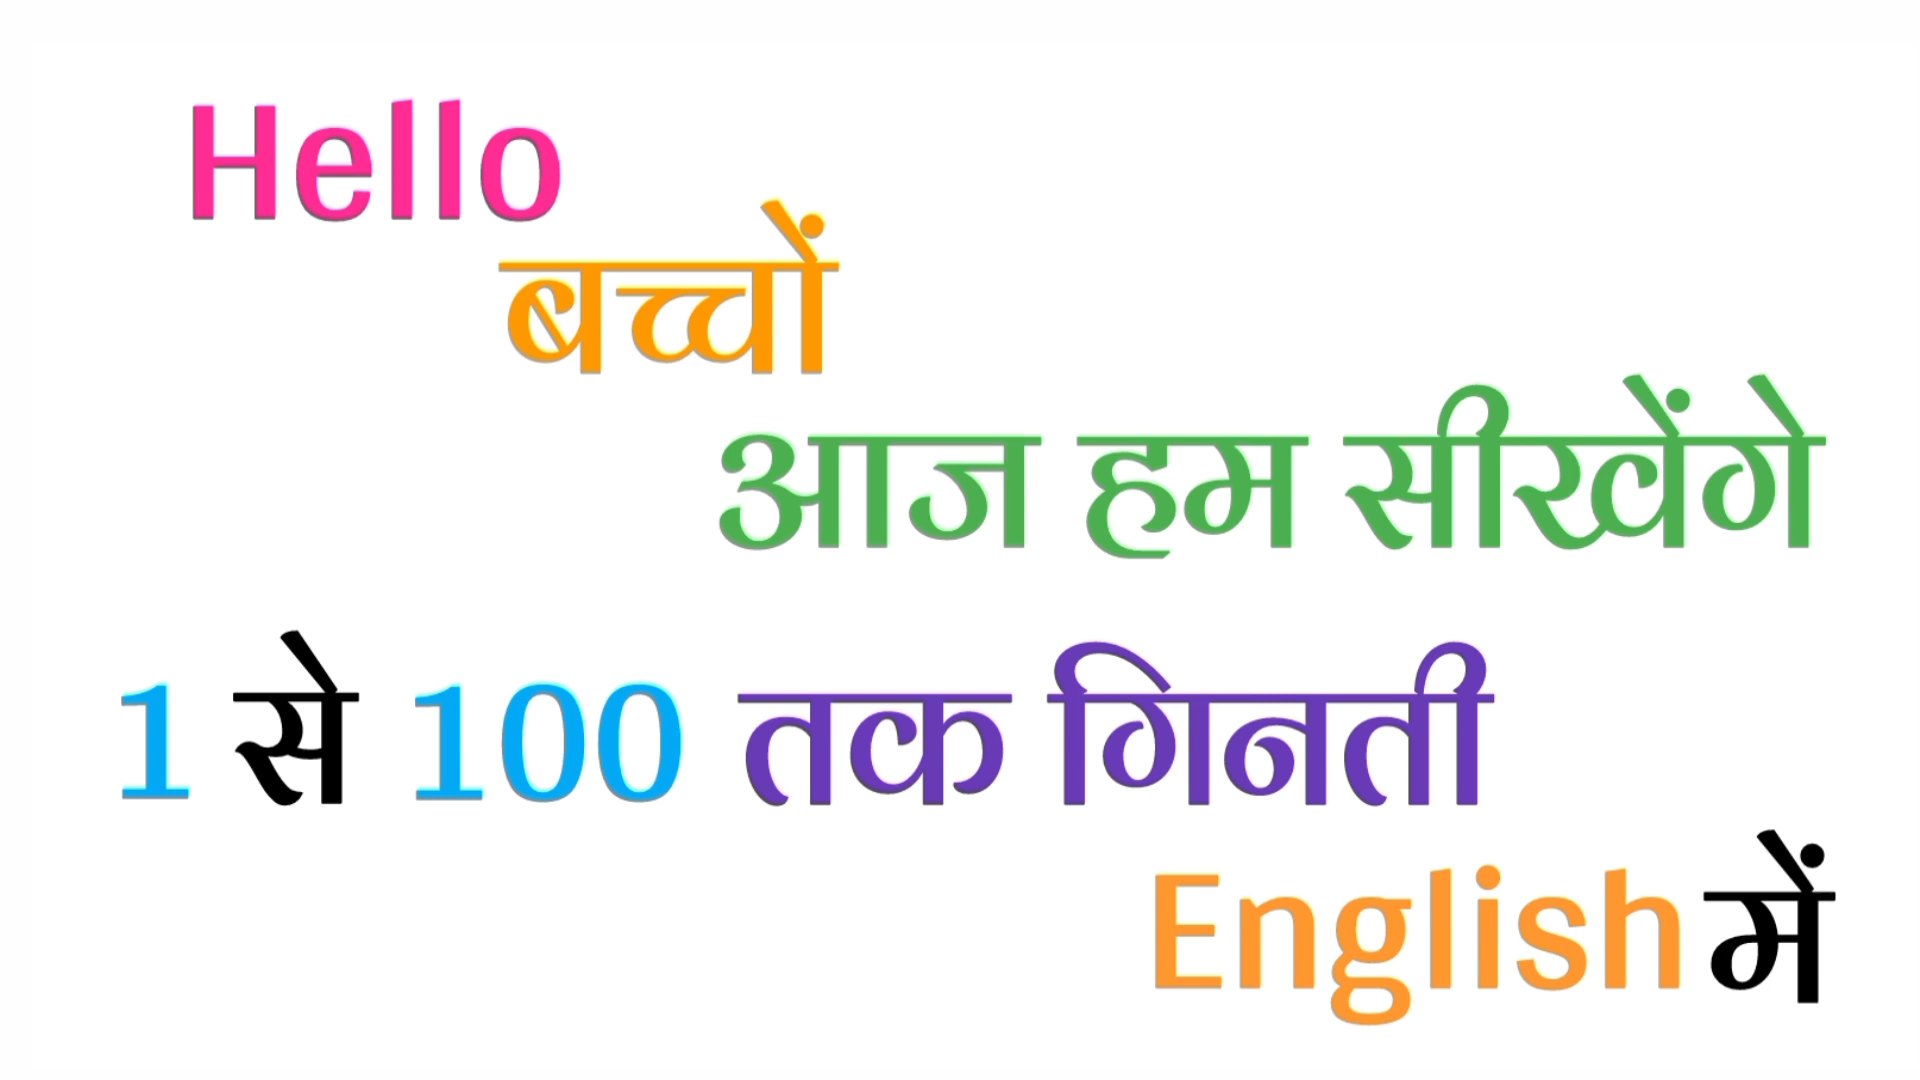 Hello
बच्चों
आज हम सीखेंगे
1 से 100 तक गिनती
English में